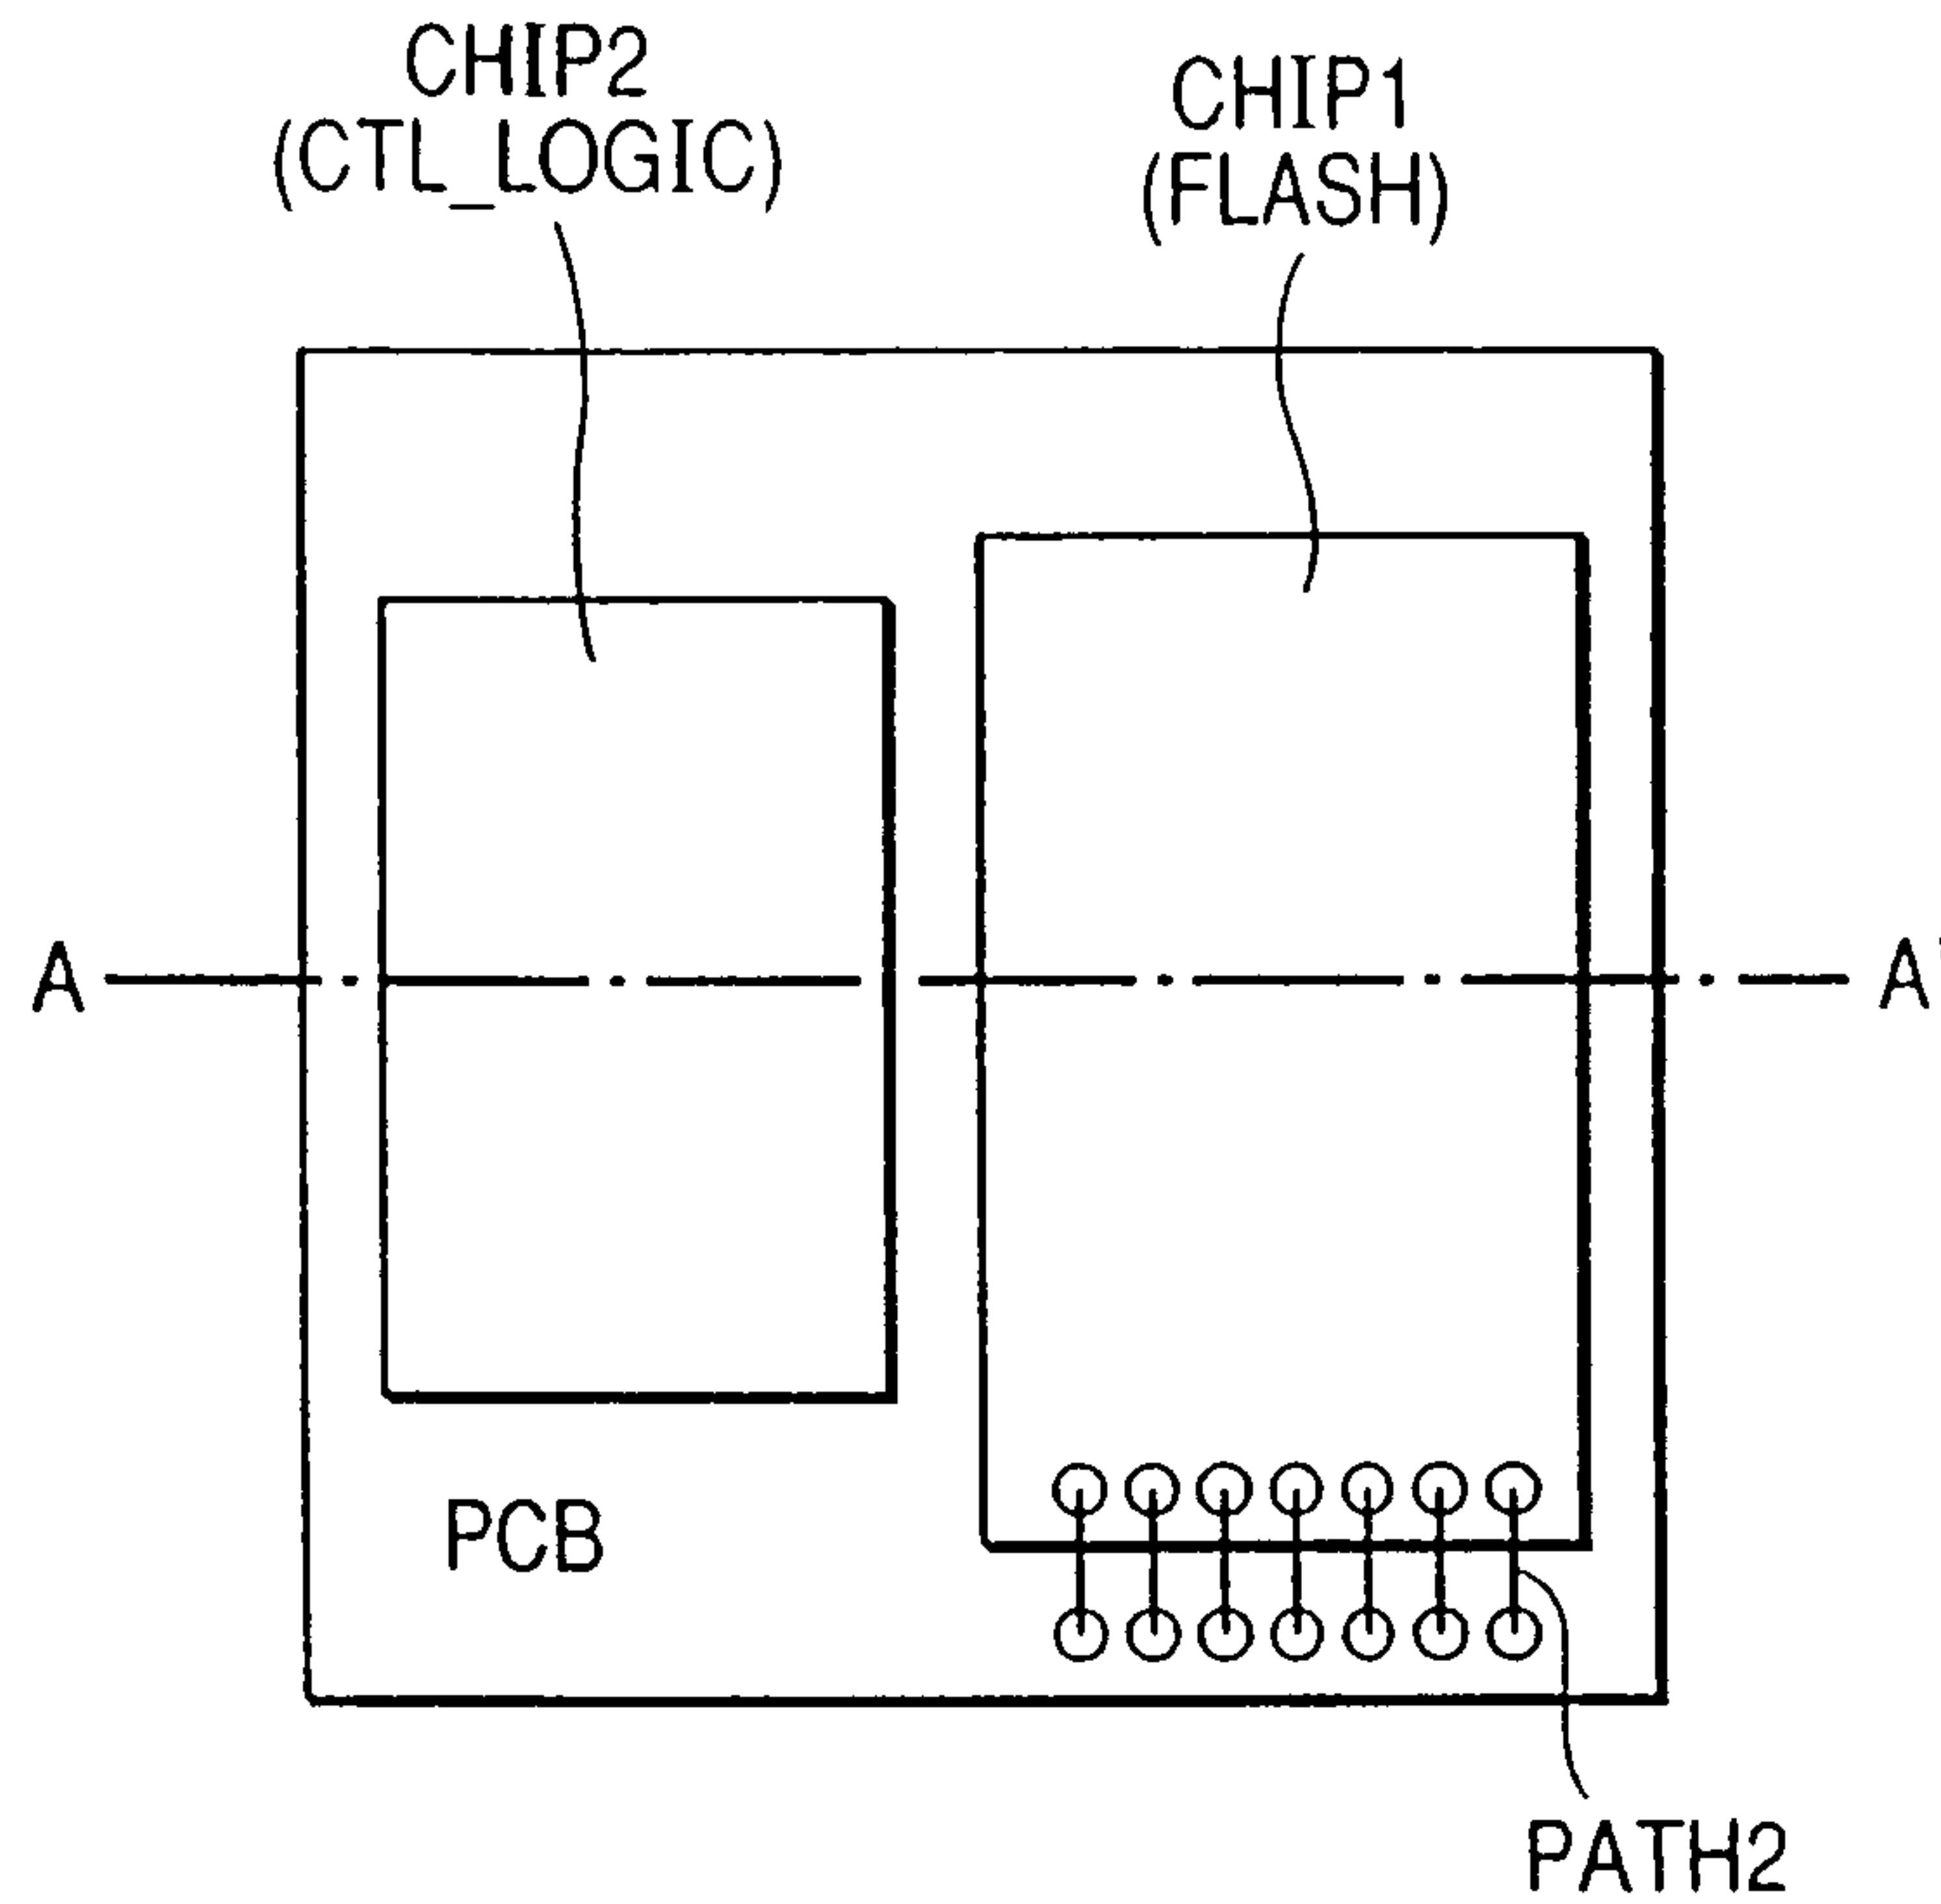 CHIP2
(CTL_LOGIC)
CHIP1
(FLASH)
A
A'
PCB
PATH2